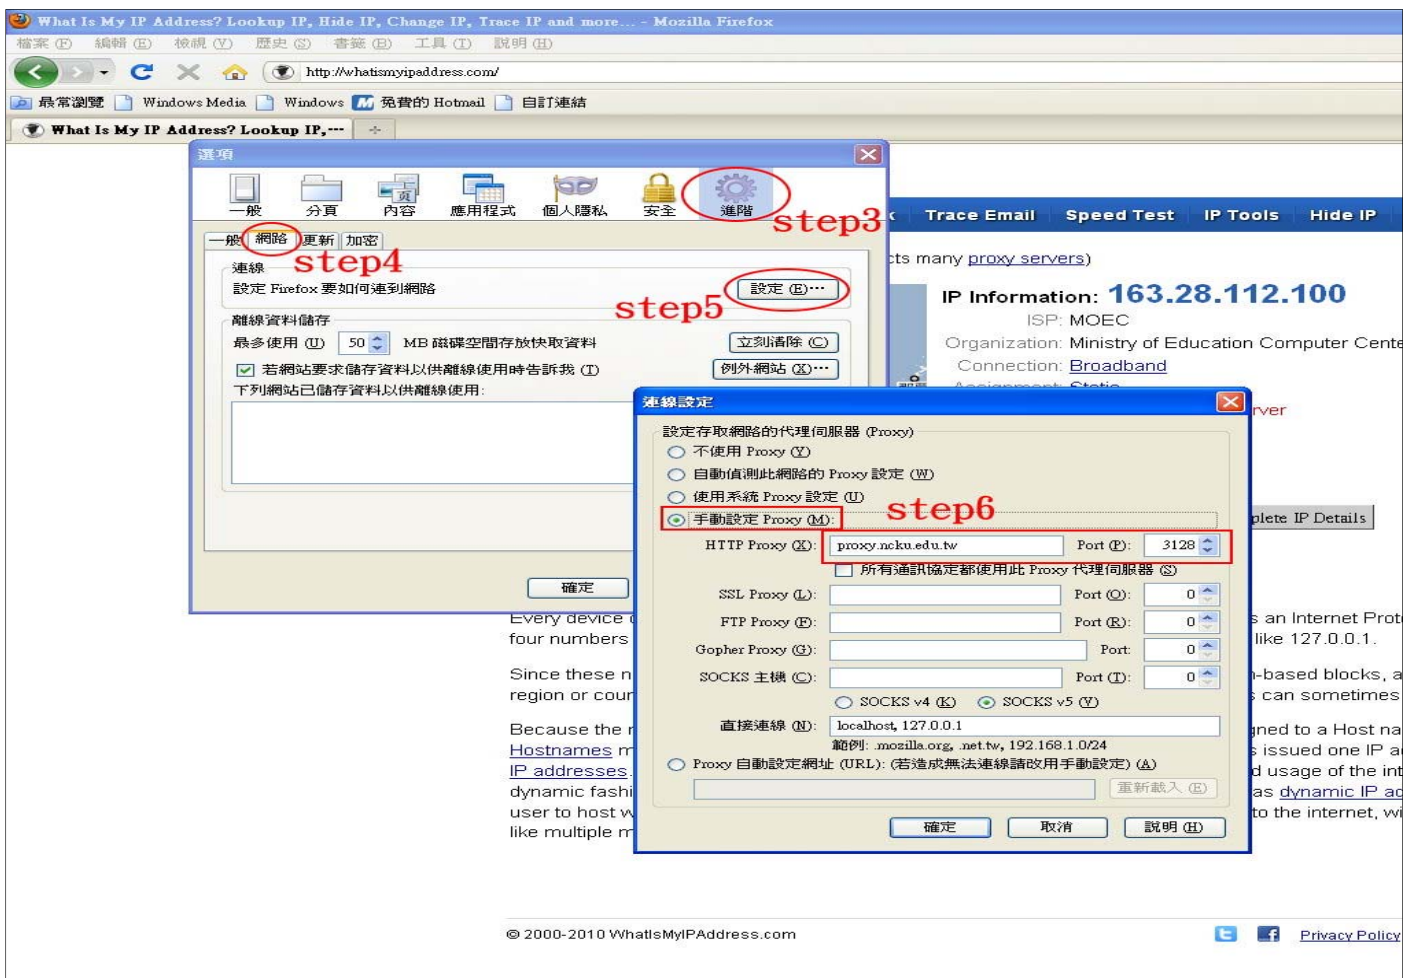 What Is My IP Address? Lookup IP, Hide IP, Change IP, Trace IP and more... - Mozilla Firefox
檔案 (F) 編輯 (E) 檢視 (V) 歷史 (S) 書籤 (B) 工具 (T) 說明 (H)
http://whatismyipaddress.com/
最常瀏覽 Windows Media Windows 免費的 Hotmail 自訂連結
What Is My IP Address? Lookup IP,...
選項
一般 分頁 內容 應用程式 個人隱私 安全 進階
step3
Trace Email Speed Test IP Tools Hide IP
一般 網路 更新 加密
step4
cts many proxy servers)
連線
設定 Firefox 要如何連到網路
設定 (E)...
step5
IP Information: 163.28.112.100
ISP: MOEC
Organization: Ministry of Education Computer Cente
Connection: Broadband
Assignment: Static
rver
plete IP Details
離線資料儲存
最多使用 (U) 50 MB 磁碟空間存放快取資料
立刻清除 (C)
若網站要求儲存資料以供離線使用時告訴我 (T)
例外網站 (X)...
下列網站已儲存資料以供離線使用:
確定
連線設定
設定存取網路的代理伺服器 (Proxy)
不使用 Proxy (Y)
自動偵測此網路的 Proxy 設定 (W)
使用系統 Proxy 設定 (U)
手動設定 Proxy (M):
step6
HTTP Proxy (X): proxy.ncku.edu.tw Port (P): 3128
所有通訊協定都使用此 Proxy 代理伺服器 (S)
SSL Proxy (L): Port (O): 0
FTP Proxy (F): Port (R): 0
Gopher Proxy (G): Port: 0
SOCKS 主機 (C): Port (T): 0
SOCKS v4 (K) SOCKS v5 (V)
直接連線 (N): localhost, 127.0.0.1
範例: .mozilla.org, .net.tw, 192.168.1.0/24
Proxy 自動設定網址 (URL): (若造成無法連線請改用手動設定) (A)
重新載入 (E)
確定 取消 說明 (H)
Every device s an Internet Proto
four numbers like 127.0.0.1.
Since these n n-based blocks, a
region or cour can sometimes
Because the r gned to a Host na
Hostnames m s issued one IP a
IP addresses. d usage of the int
dynamic fashi as dynamic IP ad
user to host w to the internet, wi
like multiple m
© 2000-2010 WhatIsMyIPAddress.com Privacy Policy